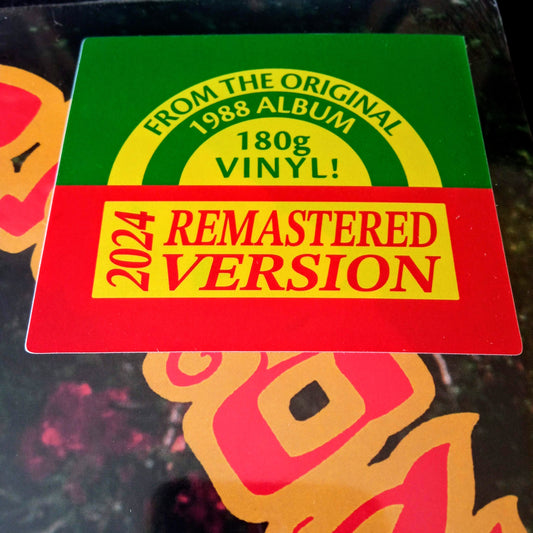 FROM THE ORIGINAL
1988 ALBUM
180g
VINYL!
2024
REMASTERED
VERSION